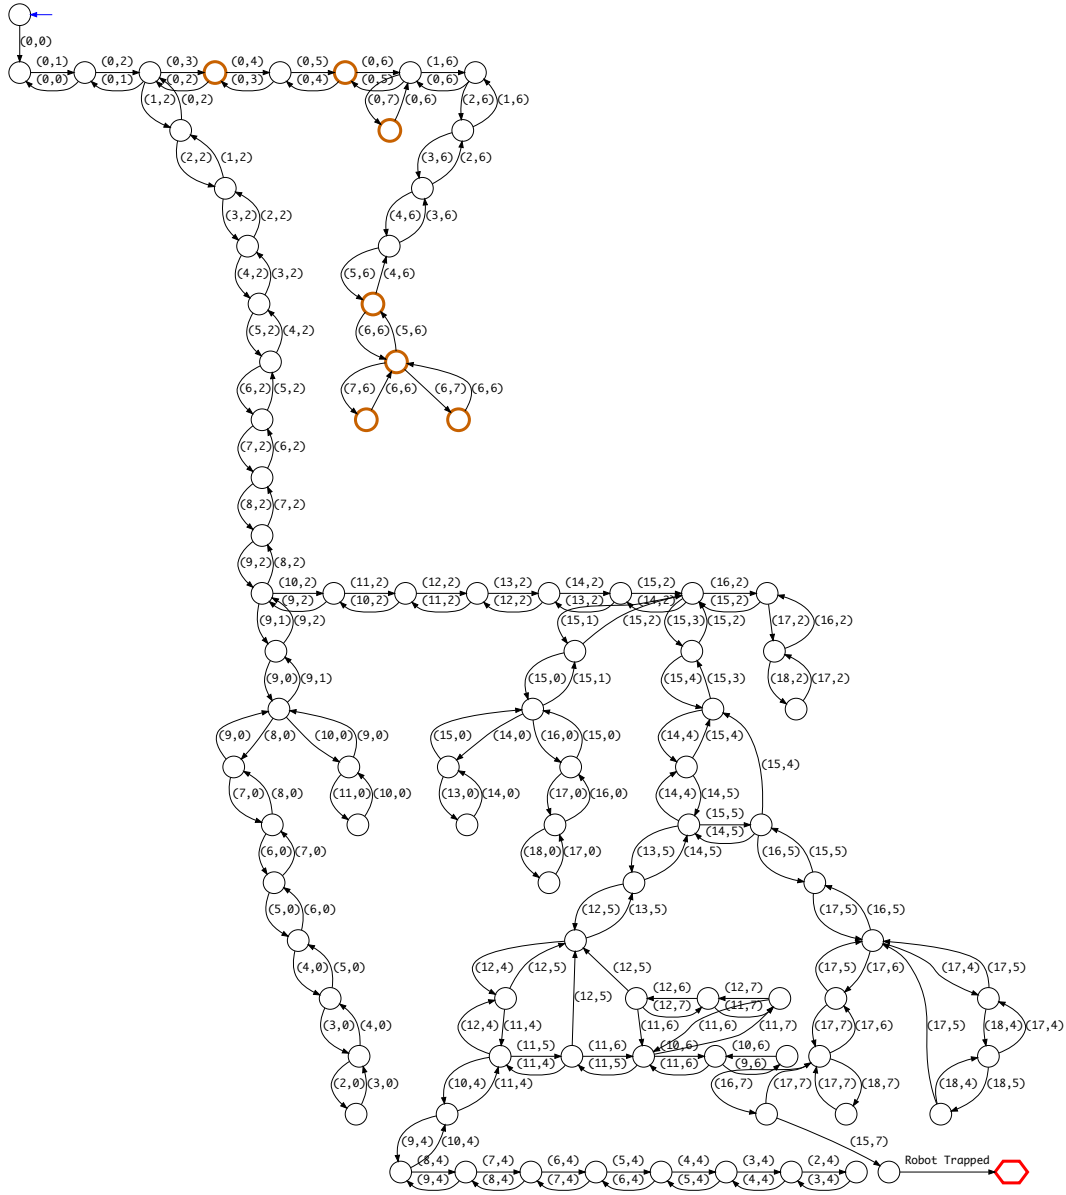 (0,0)
(0,1) (0,2) (0,3) (0,4) (0,5) (0,6) (1,6)
(0,0) (0,1) (0,2) (0,3) (0,4) (0,5) (0,6)
(1,2) (0,2) (0,7) (0,6) (2,6) (1,6)
(2,2) (1,2) (3,6) (2,6)
(3,2) (2,2) (4,6) (3,6)
(4,2) (3,2) (5,6) (4,6)
(5,2) (4,2) (6,6) (5,6)
(6,2) (5,2) (7,6) (6,6) (6,7) (6,6)
(7,2) (6,2)
(8,2) (7,2)
(9,2) (8,2)
(10,2) (11,2) (12,2) (13,2) (14,2) (15,2) (16,2)
(9,2) (10,2) (11,2) (12,2) (13,2) (14,2) (15,2)
(9,1) (9,2) (15,1) (15,2) (15,3) (15,2) (17,2) (16,2)
(9,0) (9,1) (15,0) (15,1) (15,4) (15,3) (18,2) (17,2)
(9,0) (8,0) (10,0) (9,0) (15,0) (14,0) (16,0) (15,0) (14,4) (15,4)
(15,4)
(7,0) (8,0) (11,0) (10,0) (13,0) (14,0) (17,0) (16,0) (14,4) (14,5)
(15,5)
(14,5)
(6,0) (7,0) (18,0) (17,0) (13,5) (14,5) (16,5) (15,5)
(5,0) (6,0) (12,5) (13,5) (17,5) (16,5)
(4,0) (5,0) (12,4) (12,5) (12,5) (17,5) (17,6) (17,4) (17,5)
(12,6) (12,7)
(12,5) (12,7) (11,7)
(3,0) (4,0) (12,4) (11,4) (11,6) (11,6) (11,7) (17,7) (17,6) (17,5) (18,4) (17,4)
(11,5) (11,6) (10,6) (10,6)
(11,4) (11,5) (11,6) (9,6)
(2,0) (3,0) (10,4) (11,4) (16,7) (17,7) (17,7) (18,7) (18,4) (18,5)
(9,4) (10,4) (15,7)
(8,4) (7,4) (6,4) (5,4) (4,4) (3,4) (2,4) Robot Trapped
(9,4) (8,4) (7,4) (6,4) (5,4) (4,4) (3,4)